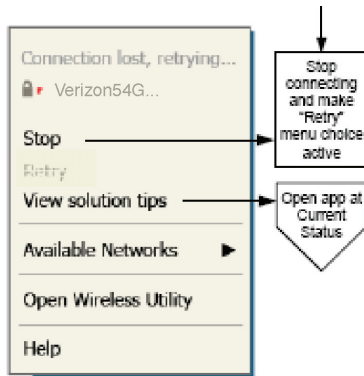 Connection lost, retrying...
Verizon54G...
Stop
Retry
View solution tips
Available Networks
Open Wireless Utility
Help
Stop
connecting
and make
"Retry"
menu choice
active
Open app at
Current
Status